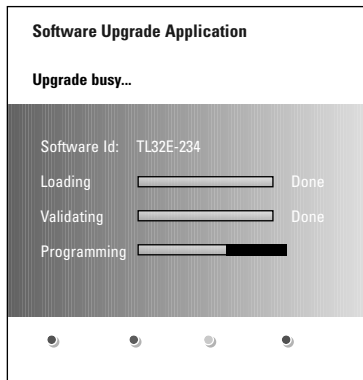 Software Upgrade Application
Upgrade busy...
Software Id: TL32E-234
Loading Done
Validating Done
Programming